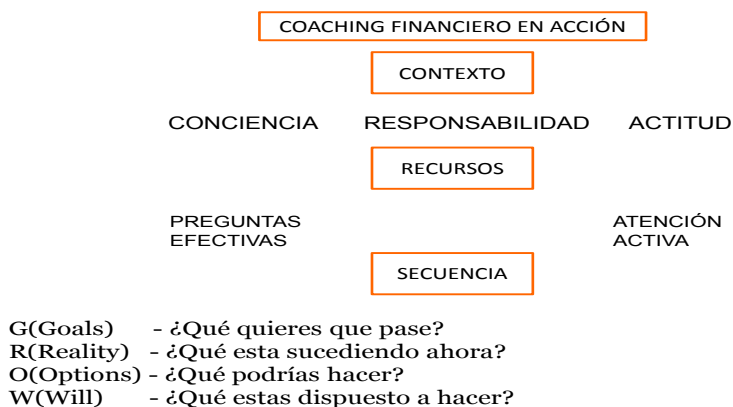 COACHING FINANCIERO EN ACCIÓN
CONTEXTO
CONCIENCIA RESPONSABILIDAD ACTITUD
RECURSOS
PREGUNTAS ATENCIÓN
EFECTIVAS ACTIVA
SECUENCIA
G(Goals) - ¿Qué quieres que pase?
R(Reality) - ¿Qué esta sucediendo ahora?
O(Options) - ¿Qué podrías hacer?
W(Will) - ¿Qué estas dispuesto a hacer?